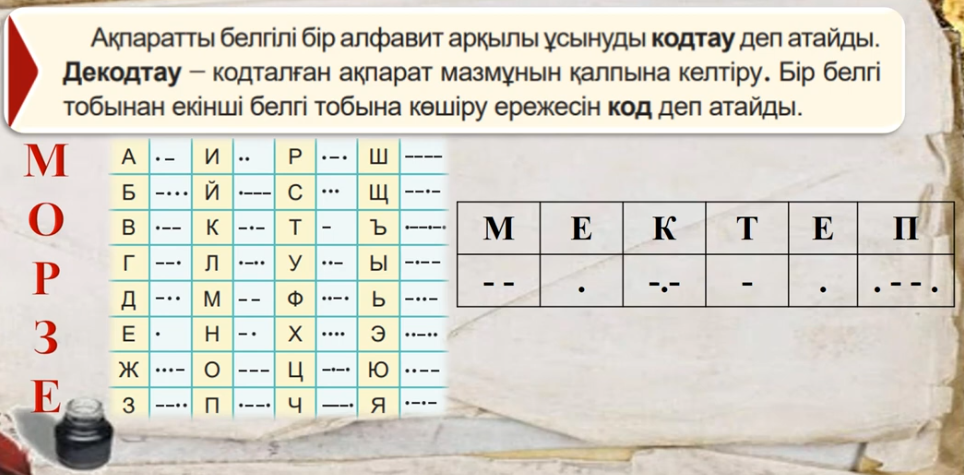 Ақпаратты белгілі бір алфавит арқылы ұсынуды кодтау деп атайды.
Декодтау – кодталған ақпарат мазмұнын қалпына келтіру. Бір белгі
тобынан екінші белгі тобына көшіру ережесін код деп атайды.
МОРЗЕ
А ·– И ·· Р ·–· Ш ––––
Б –··· Й ·––– С ··· Щ ––·–
В ·–– К –·– Т – Ъ ·––·–·
Г ––· Л ·–·· У ··– Ы –·––
Д –·· М –– Ф ··–· Ь –··–
Е · Н –· Х ···· Э ··–··
Ж ···– О ––– Ц –·–· Ю ··––
З ––·· П ·––· Ч –––· Я ·–·–
М Е К Т Е П
- - . -.- - . . - - .